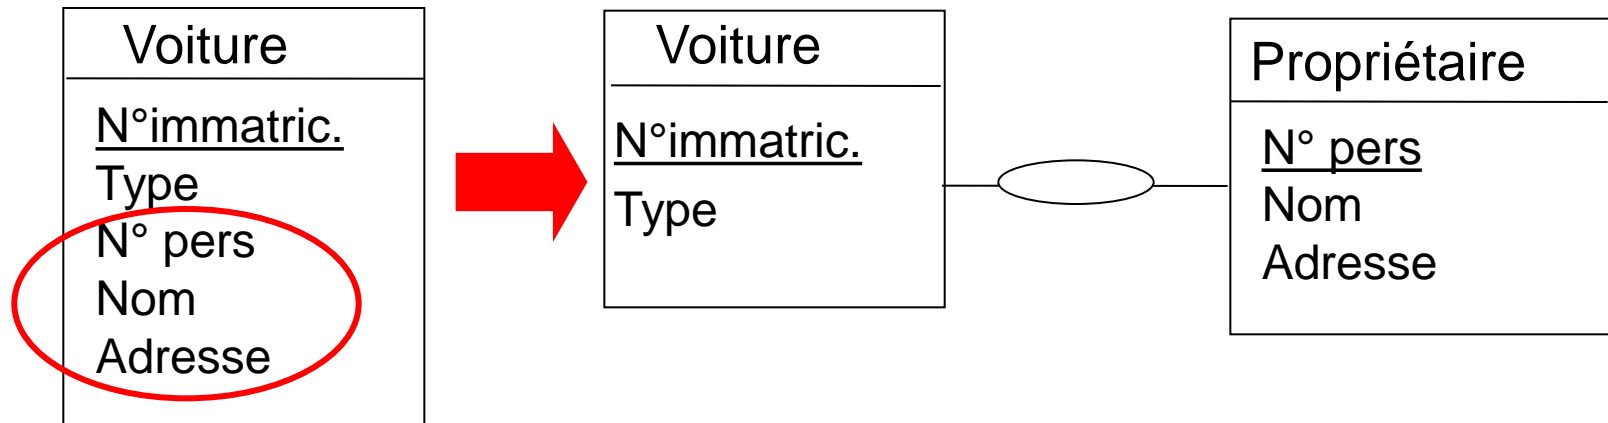 Voiture
N°immatric.
Type
N° pers
Nom
Adresse
Voiture
N°immatric.
Type
Propriétaire
N° pers
Nom
Adresse